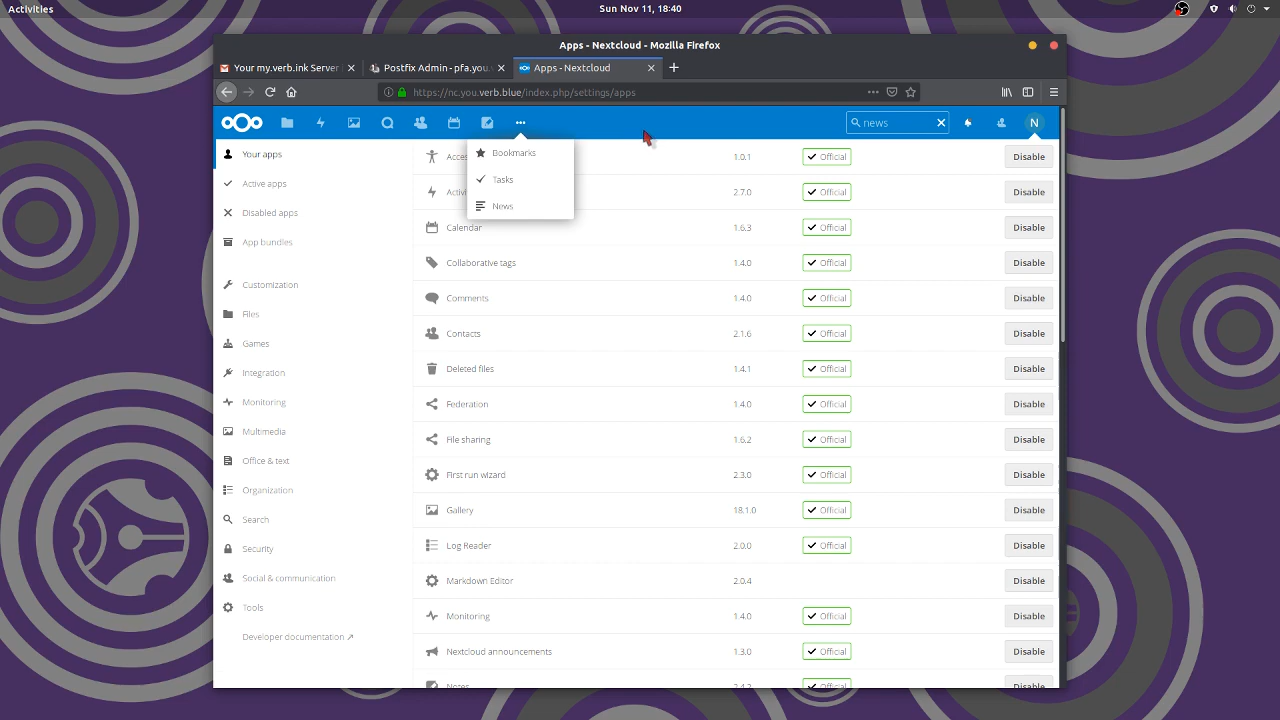 Activities
Sun Nov 11, 18:40
Apps - Nextcloud - Mozilla Firefox
Your my.verb.ink Server
Postfix Admin - pfa.you.v
Apps - Nextcloud
https://nc.you.verb.blue/index.php/settings/apps
news
N
Bookmarks
Tasks
News
Your apps
Active apps
Disabled apps
App bundles
Customization
Files
Games
Integration
Monitoring
Multimedia
Office & text
Organization
Search
Security
Social & communication
Tools
Developer documentation ↗
Acces 1.0.1 Official Disable
Activi 2.7.0 Official Disable
Calendar 1.6.3 Official Disable
Collaborative tags 1.4.0 Official Disable
Comments 1.4.0 Official Disable
Contacts 2.1.6 Official Disable
Deleted files 1.4.1 Official Disable
Federation 1.4.0 Official Disable
File sharing 1.6.2 Official Disable
First run wizard 2.3.0 Official Disable
Gallery 18.1.0 Official Disable
Log Reader 2.0.0 Official Disable
Markdown Editor 2.0.4 Disable
Monitoring 1.4.0 Official Disable
Nextcloud announcements 1.3.0 Official Disable
Notes 2.4.2 Official Disable